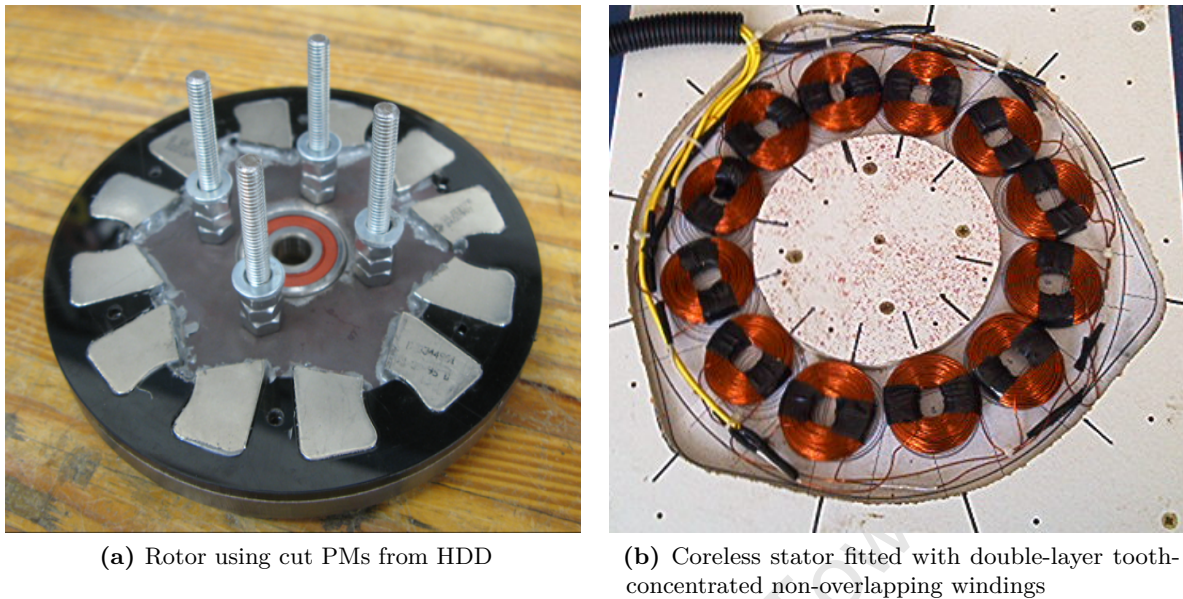 (a) Rotor using cut PMs from HDD
(b) Coreless stator fitted with double-layer tooth-
concentrated non-overlapping windings